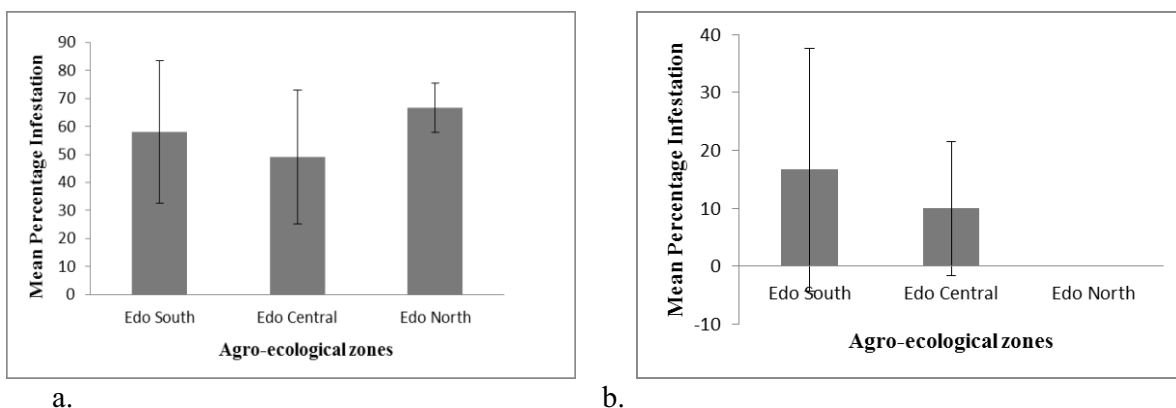 Mean Percentage Infestation
90
80
70
60
50
40
30
20
10
0
Edo South Edo Central Edo North
Agro-ecological zones
a.
Mean Percentage Infestation
40
30
20
10
0
-10
Edo South Edo Central Edo North
Agro-ecological zones
b.